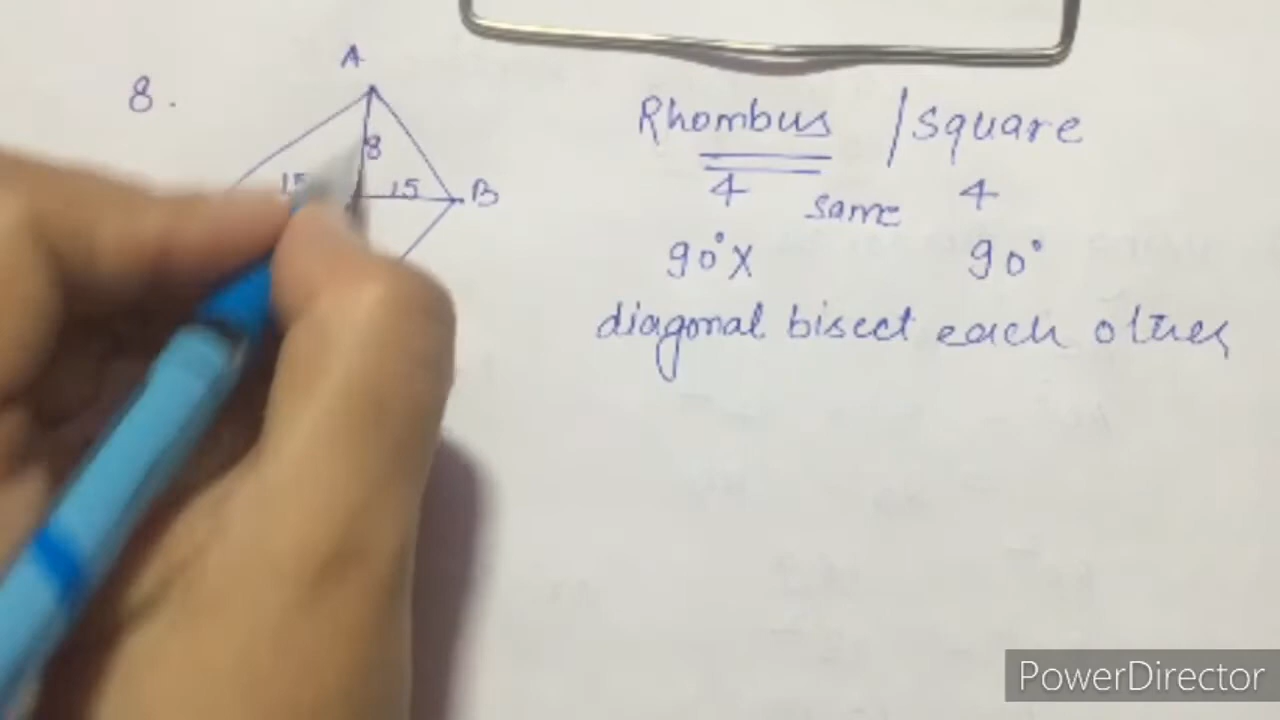 8.
A
8
15
15
B
Rhombus / Square
4 same 4
90°X 90°
diagonal bisect each other
PowerDirector